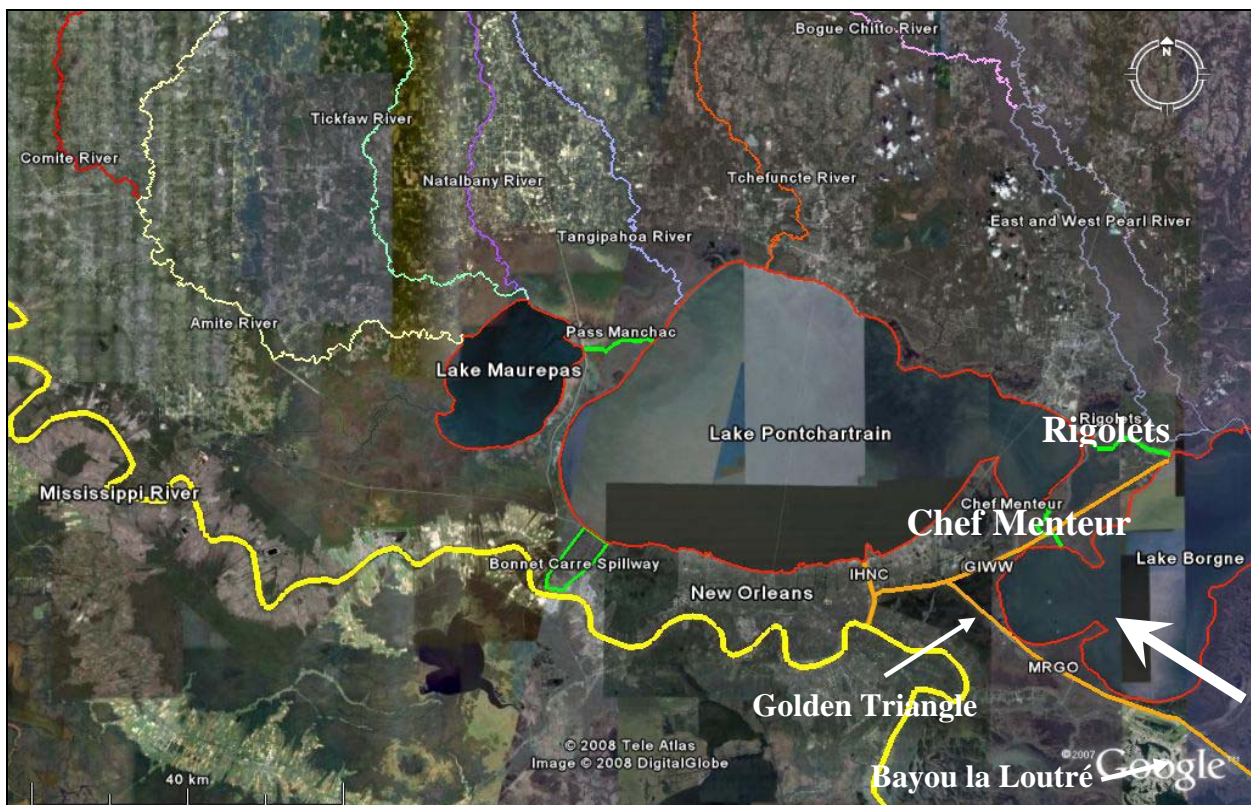 Bogue Chitto River
N
Tickfaw River
Comite River
Natalbany River
Tchefuncte River
East and West Pearl River
Tangipahoa River
Amite River
Pass Manchac
Lake Maurepas
Rigolets
Rigolets
Lake Pontchartrain
Mississippi River
Chef Menteur
Chef Menteur
Lake Borgne
Bonnet Carre Spillway
GIWW
IHNC
New Orleans
MRGO
Golden Triangle
© 2008 Tele Atlas
Image © 2008 DigitalGlobe
©2007 Google™
40 km
Bayou la Loutré